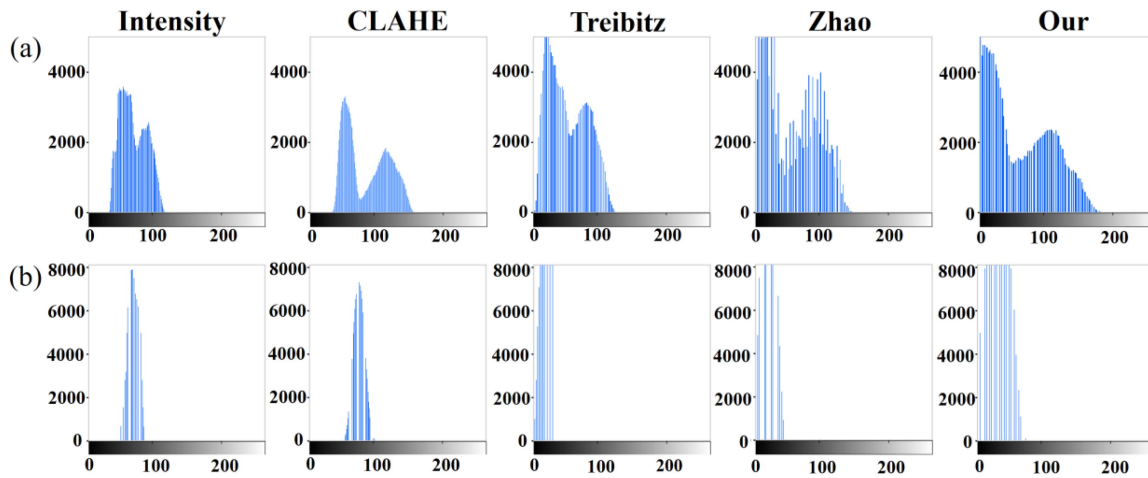 Intensity CLAHE Treibitz Zhao Our
(a)
4000 4000 4000 4000 4000
2000 2000 2000 2000 2000
0 0 0 0 0
0 100 200 0 100 200 0 100 200 0 100 200 0 100 200
(b)
8000 8000 8000 8000 8000
6000 6000 6000 6000 6000
4000 4000 4000 4000 4000
2000 2000 2000 2000 2000
0 0 0 0 0
0 100 200 0 100 200 0 100 200 0 100 200 0 100 200